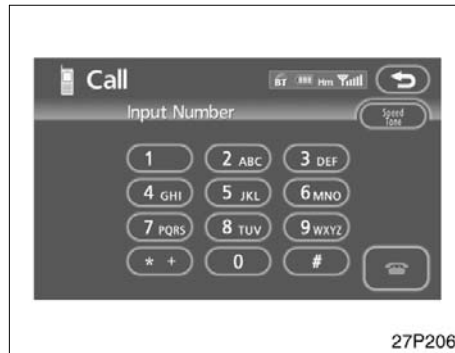 Call BT Hm
Input Number
Speed Tone
1 2 ABC 3 DEF
4 GHI 5 JKL 6 MNO
7 PQRS 8 TUV 9 WXYZ
* + 0 #
27P206